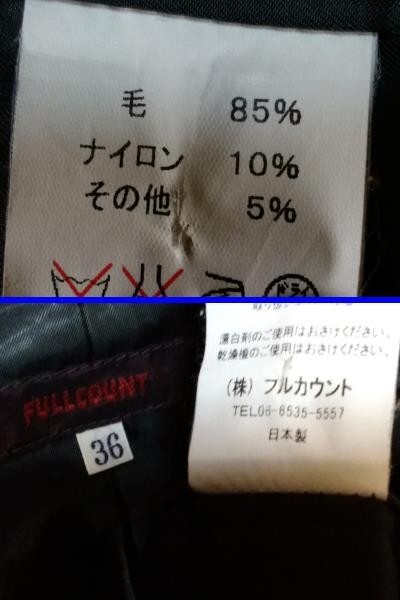 毛 85%
ナイロン 10%
その他 5%
ドライ
漂白剤のご使用はおさけください。
乾燥機のご使用はおさけください。
(株) フルカウント
TEL06-6535-5557
日本製
FULLCOUNT
36